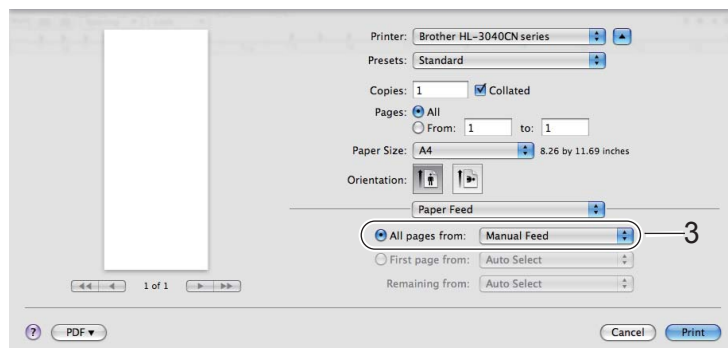 Printer: Brother HL-3040CN series
Presets: Standard
Copies: 1 Collated
Pages: All
From: 1 to: 1
Paper Size: A4 8.26 by 11.69 inches
Orientation:
Paper Feed
All pages from: Manual Feed 3
First page from: Auto Select
Remaining from: Auto Select
1 of 1
? PDF Cancel Print